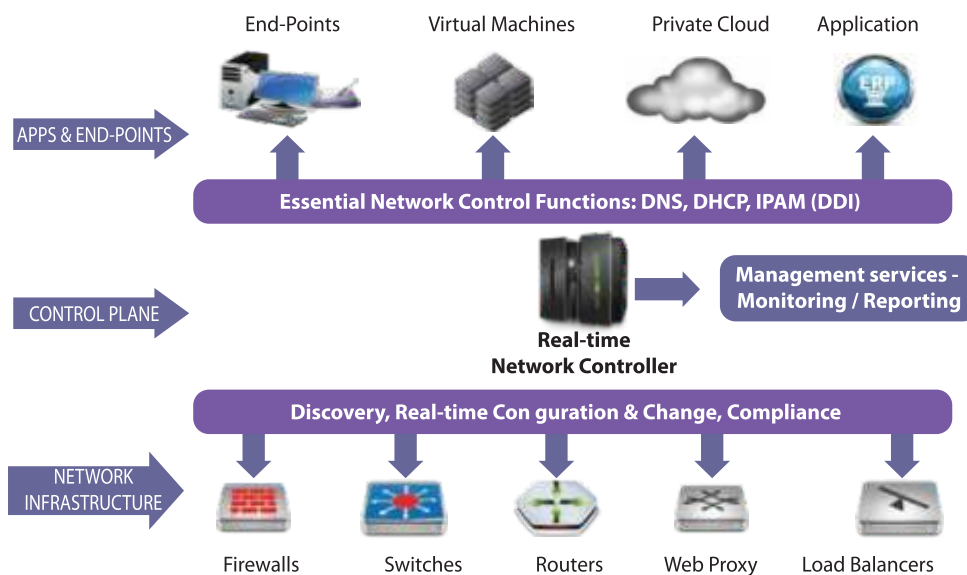 End-Points
Virtual Machines
Private Cloud
Application
ERP
APPS & END-POINTS
Essential Network Control Functions: DNS, DHCP, IPAM (DDI)
Management services -
Monitoring / Reporting
CONTROL PLANE
Real-time
Network Controller
Discovery, Real-time Con guration & Change, Compliance
NETWORK
INFRASTRUCTURE
Firewalls
Switches
Routers
Web Proxy
Load Balancers